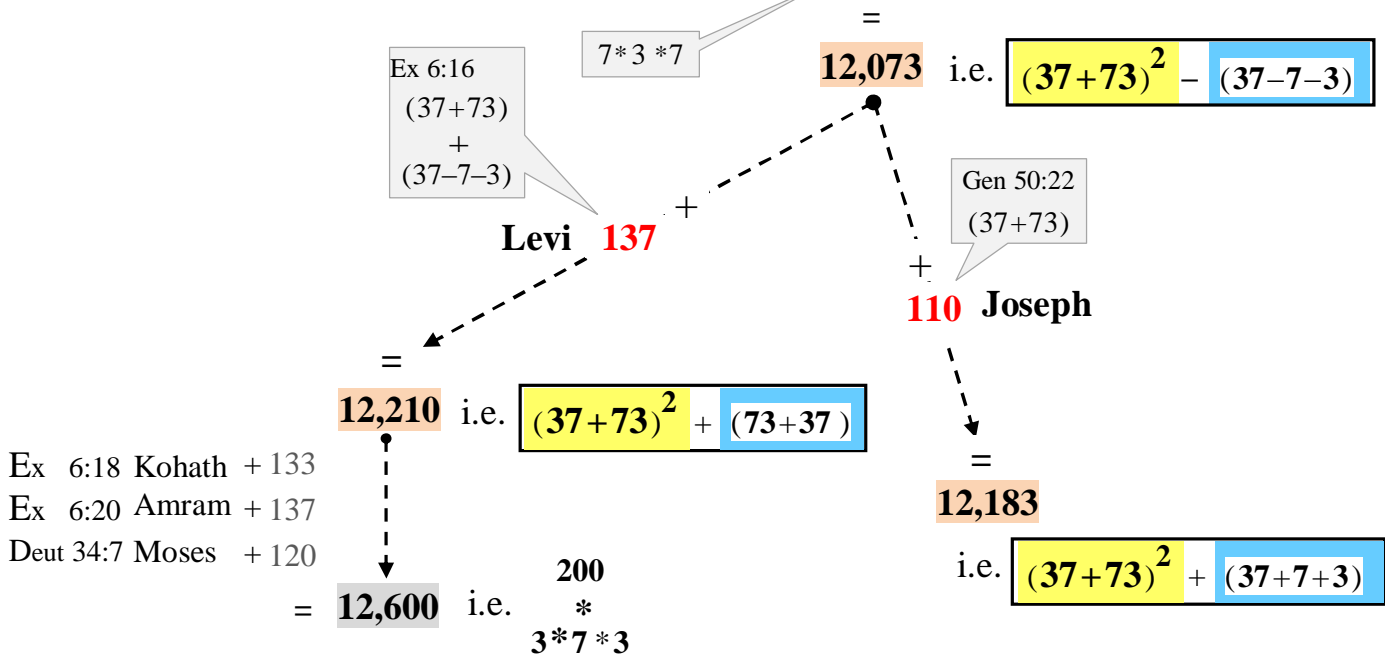 =
7*3 *7
12,073 i.e. (37+73)² – (37–7–3)
Ex 6:16
(37+73)
+
(37–7–3)
+
Gen 50:22
(37+73)
Levi 137
+
110 Joseph
=
12,210 i.e. (37+73)² + (73+37 )
Ex 6:18 Kohath + 133
Ex 6:20 Amram + 137
Deut 34:7 Moses + 120
= 12,600 i.e.
200
*
3*7 *3
=
12,183
i.e. (37+73)² + (37+7+3)